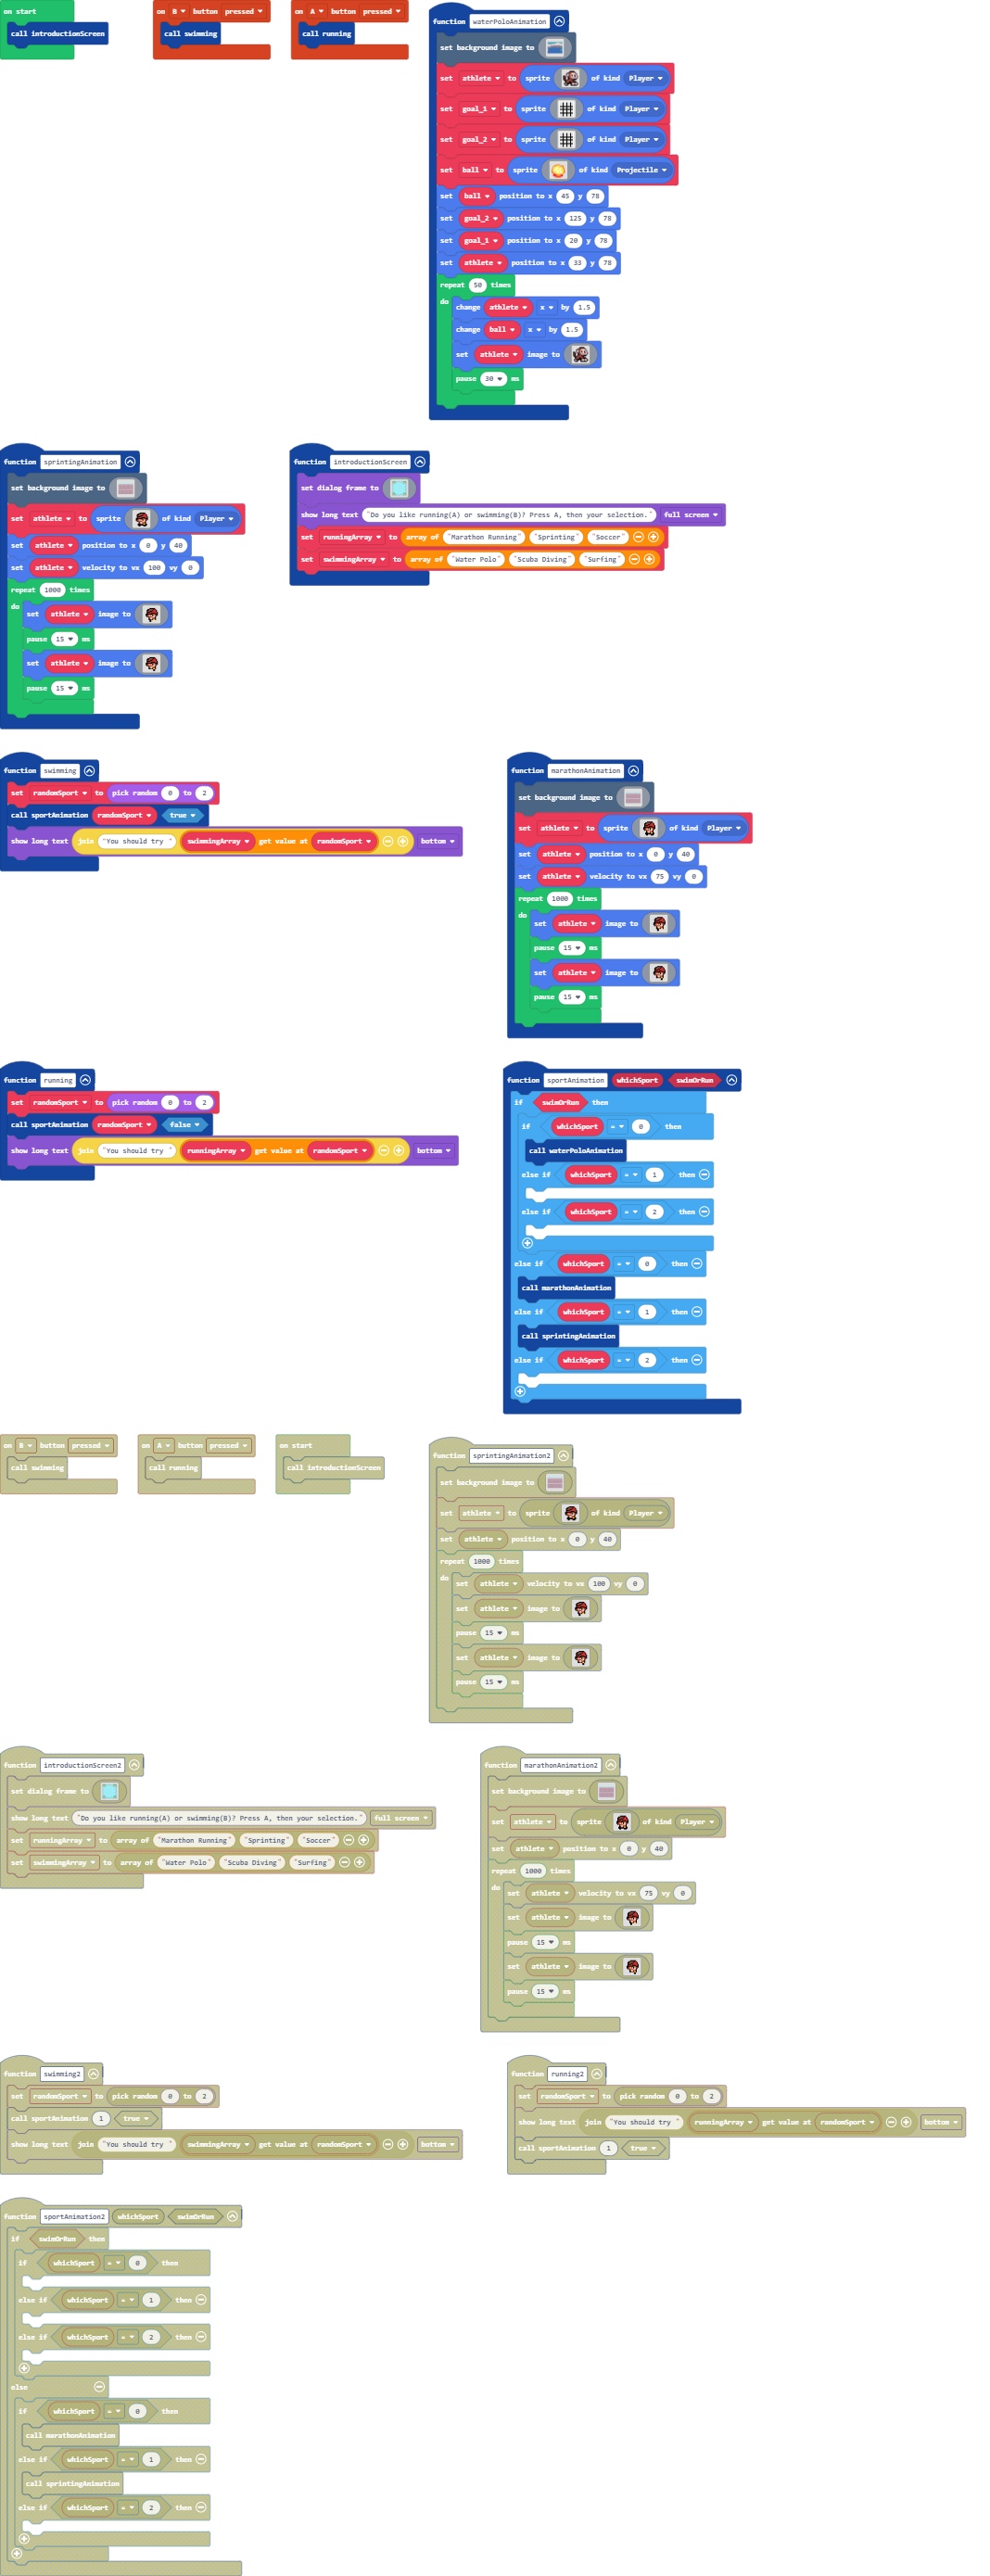 on start
call introductionScreen
on B button pressed
call swimming
on A button pressed
call running
function waterPoloAnimation
set background image to
set athlete to sprite of kind Player
set goal_1 to sprite of kind Player
set goal_2 to sprite of kind Player
set ball to sprite of kind Projectile
set ball position to x 45 y 78
set goal_2 position to x 125 y 78
set goal_1 position to x 20 y 78
set athlete position to x 33 y 78
repeat 50 times
do
change athlete x by 1.5
change ball x by 1.5
set athlete image to
pause 30 ms
function sprintingAnimation
set background image to
set athlete to sprite of kind Player
set athlete position to x 0 y 40
set athlete velocity to vx 100 vy 0
repeat 1000 times
do
set athlete image to
pause 15 ms
set athlete image to
pause 15 ms
function introductionScreen
set dialog frame to
show long text "Do you like running(A) or swimming(B)? Press A, then your selection." full screen
set runningArray to array of "Marathon Running" "Sprinting" "Soccer"
set swimmingArray to array of "Water Polo" "Scuba Diving" "Surfing"
function swimming
set randomSport to pick random 0 to 2
call sportAnimation randomSport true
show long text join "You should try " swimmingArray get value at randomSport bottom
function marathonAnimation
set background image to
set athlete to sprite of kind Player
set athlete position to x 0 y 40
set athlete velocity to vx 75 vy 0
repeat 1000 times
do
set athlete image to
pause 15 ms
set athlete image to
pause 15 ms
function running
set randomSport to pick random 0 to 2
call sportAnimation randomSport false
show long text join "You should try " runningArray get value at randomSport bottom
function sportAnimation whichSport swimOrRun
if swimOrRun then
if whichSport = 0 then
call waterPoloAnimation
else if whichSport = 1 then
else if whichSport = 2 then
else if whichSport = 0 then
call marathonAnimation
else if whichSport = 1 then
call sprintingAnimation
else if whichSport = 2 then
on B button pressed
call swimming
on A button pressed
call running
on start
call introductionScreen
function sprintingAnimation2
set background image to
set athlete to sprite of kind Player
set athlete position to x 0 y 40
repeat 1000 times
do
set athlete velocity to vx 100 vy 0
set athlete image to
pause 15 ms
set athlete image to
pause 15 ms
function introductionScreen2
set dialog frame to
show long text "Do you like running(A) or swimming(B)? Press A, then your selection." full screen
set runningArray to array of "Marathon Running" "Sprinting" "Soccer"
set swimmingArray to array of "Water Polo" "Scuba Diving" "Surfing"
function marathonAnimation2
set background image to
set athlete to sprite of kind Player
set athlete position to x 0 y 40
repeat 1000 times
do
set athlete velocity to vx 75 vy 0
set athlete image to
pause 15 ms
set athlete image to
pause 15 ms
function swimming2
set randomSport to pick random 0 to 2
call sportAnimation 1 true
show long text join "You should try " swimmingArray get value at randomSport bottom
function running2
set randomSport to pick random 0 to 2
show long text join "You should try " runningArray get value at randomSport bottom
call sportAnimation 1 true
function sportAnimation2 whichSport swimOrRun
if swimOrRun then
if whichSport = 0 then
else if whichSport = 1 then
else if whichSport = 2 then
else
if whichSport = 0 then
call marathonAnimation
else if whichSport = 1 then
call sprintingAnimation
else if whichSport = 2 then